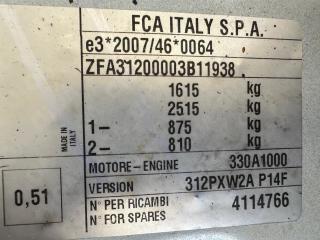 FCA ITALY S.P.A.
e3*2007/46*0064
ZFA31200003B11938 .
1615 kg
2515 kg
1— 875 kg
2— 810 kg
MADE IN ITALY
MOTORE-ENGINE 330A1000
0,51
VERSION 312PXW2A P14F
N° PER RICAMBI
N° FOR SPARES 4114766